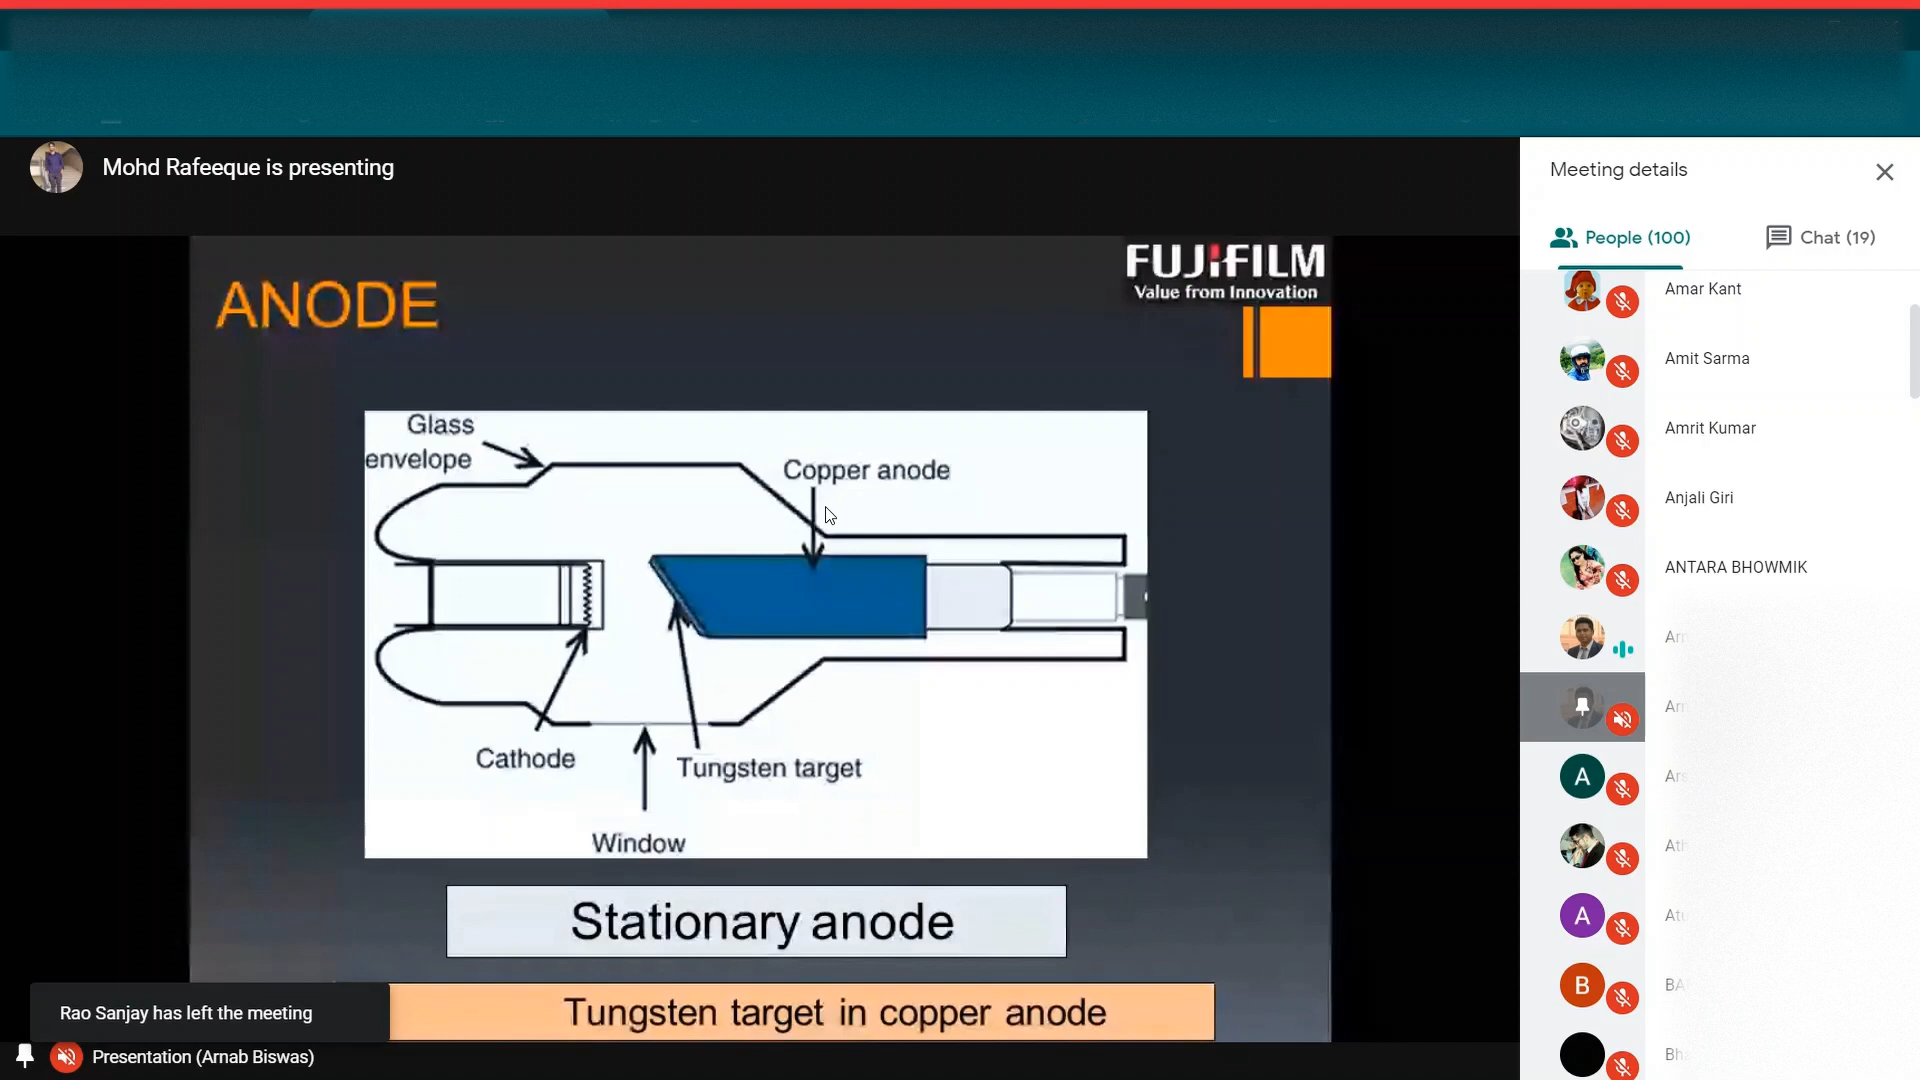 Mohd Rafeeque is presenting
Meeting details
People (100)
Chat (19)
FUJIFILM
Value from Innovation
ANODE
Glass
envelope
Copper anode
Cathode
Tungsten target
Window
Stationary anode
Tungsten target in copper anode
Rao Sanjay has left the meeting
Presentation (Arnab Biswas)
Amar Kant
Amit Sarma
Amrit Kumar
Anjali Giri
ANTARA BHOWMIK
A
A
B